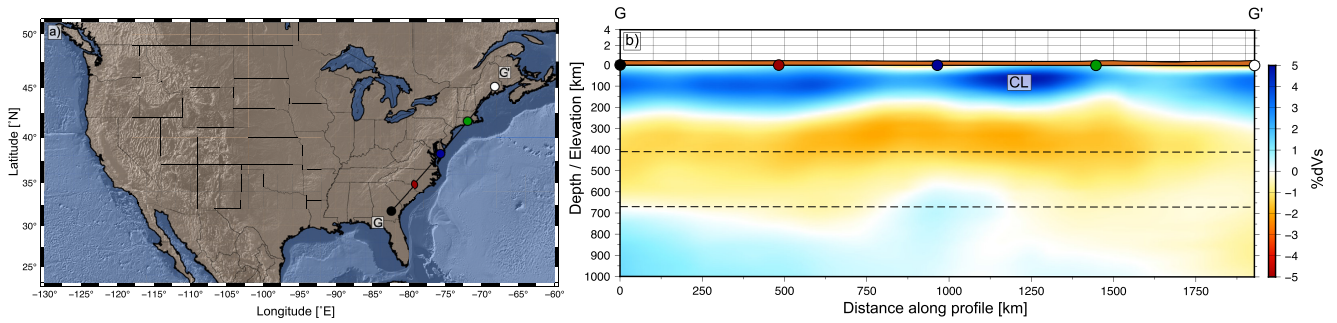 a)
50°
45°
40°
35°
30°
25°
Latitude [˚N]
G'
G
−130° −125° −120° −115° −110° −105° −100° −95° −90° −85° −80° −75° −70° −65° −60°
Longitude [˚E]
G G'
b)
4
2
0
100
200
300
400
500
600
700
800
900
1000
Depth / Elevation [km]
CL
0 250 500 750 1000 1250 1500 1750
Distance along profile [km]
5
4
3
2
1
0
−1
−2
−3
−4
−5
%dVs